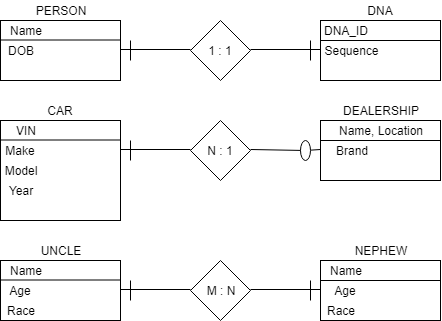 PERSON
Name
DOB
1 : 1
DNA
DNA_ID
Sequence
CAR
VIN
Make
Model
Year
N : 1
DEALERSHIP
Name, Location
Brand
UNCLE
Name
Age
Race
M : N
NEPHEW
Name
Age
Race